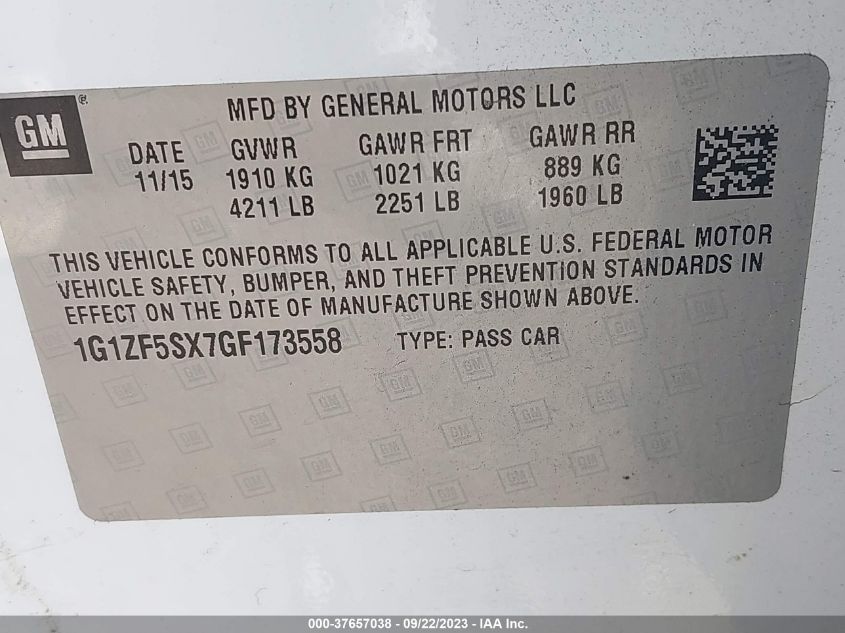 GM®
MFD BY GENERAL MOTORS LLC
DATE GVWR GAWR FRT GAWR RR
11/15 1910 KG 1021 KG 889 KG
4211 LB 2251 LB 1960 LB
THIS VEHICLE CONFORMS TO ALL APPLICABLE U.S. FEDERAL MOTOR
VEHICLE SAFETY, BUMPER, AND THEFT PREVENTION STANDARDS IN
EFFECT ON THE DATE OF MANUFACTURE SHOWN ABOVE.
1G1ZF5SX7GF173558 TYPE: PASS CAR
000-37657038 - 09/22/2023 - IAA Inc.